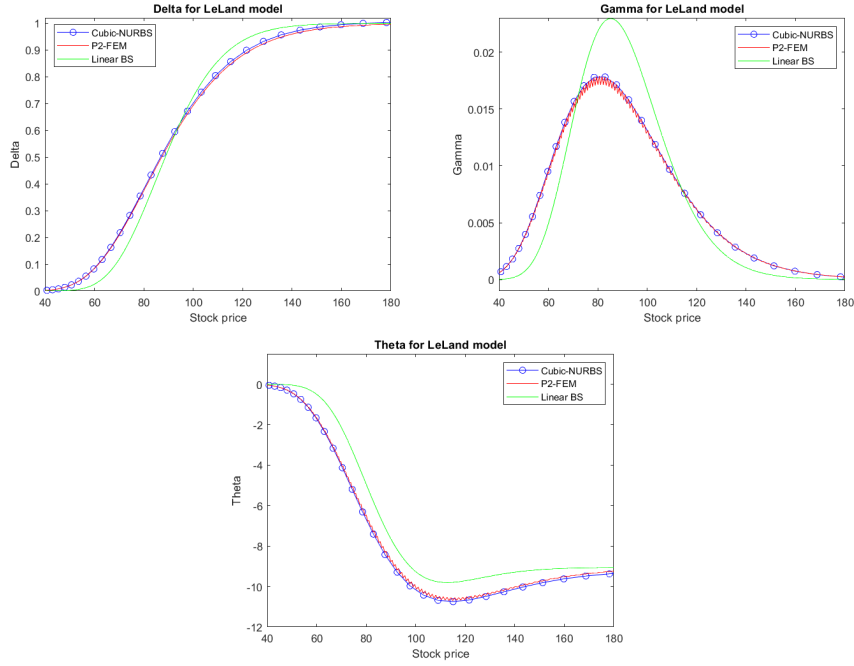 Delta for LeLand model
1
0.9
0.8
0.7
0.6
0.5
0.4
0.3
0.2
0.1
0
Delta
Cubic-NURBS
P2-FEM
Linear BS
40 60 80 100 120 140 160 180
Stock price
Gamma for LeLand model
0.02
0.015
0.01
0.005
0
Gamma
Cubic-NURBS
P2-FEM
Linear BS
40 60 80 100 120 140 160 180
Stock price
Theta for LeLand model
0
-2
-4
-6
-8
-10
-12
Theta
Cubic-NURBS
P2-FEM
Linear BS
40 60 80 100 120 140 160 180
Stock price